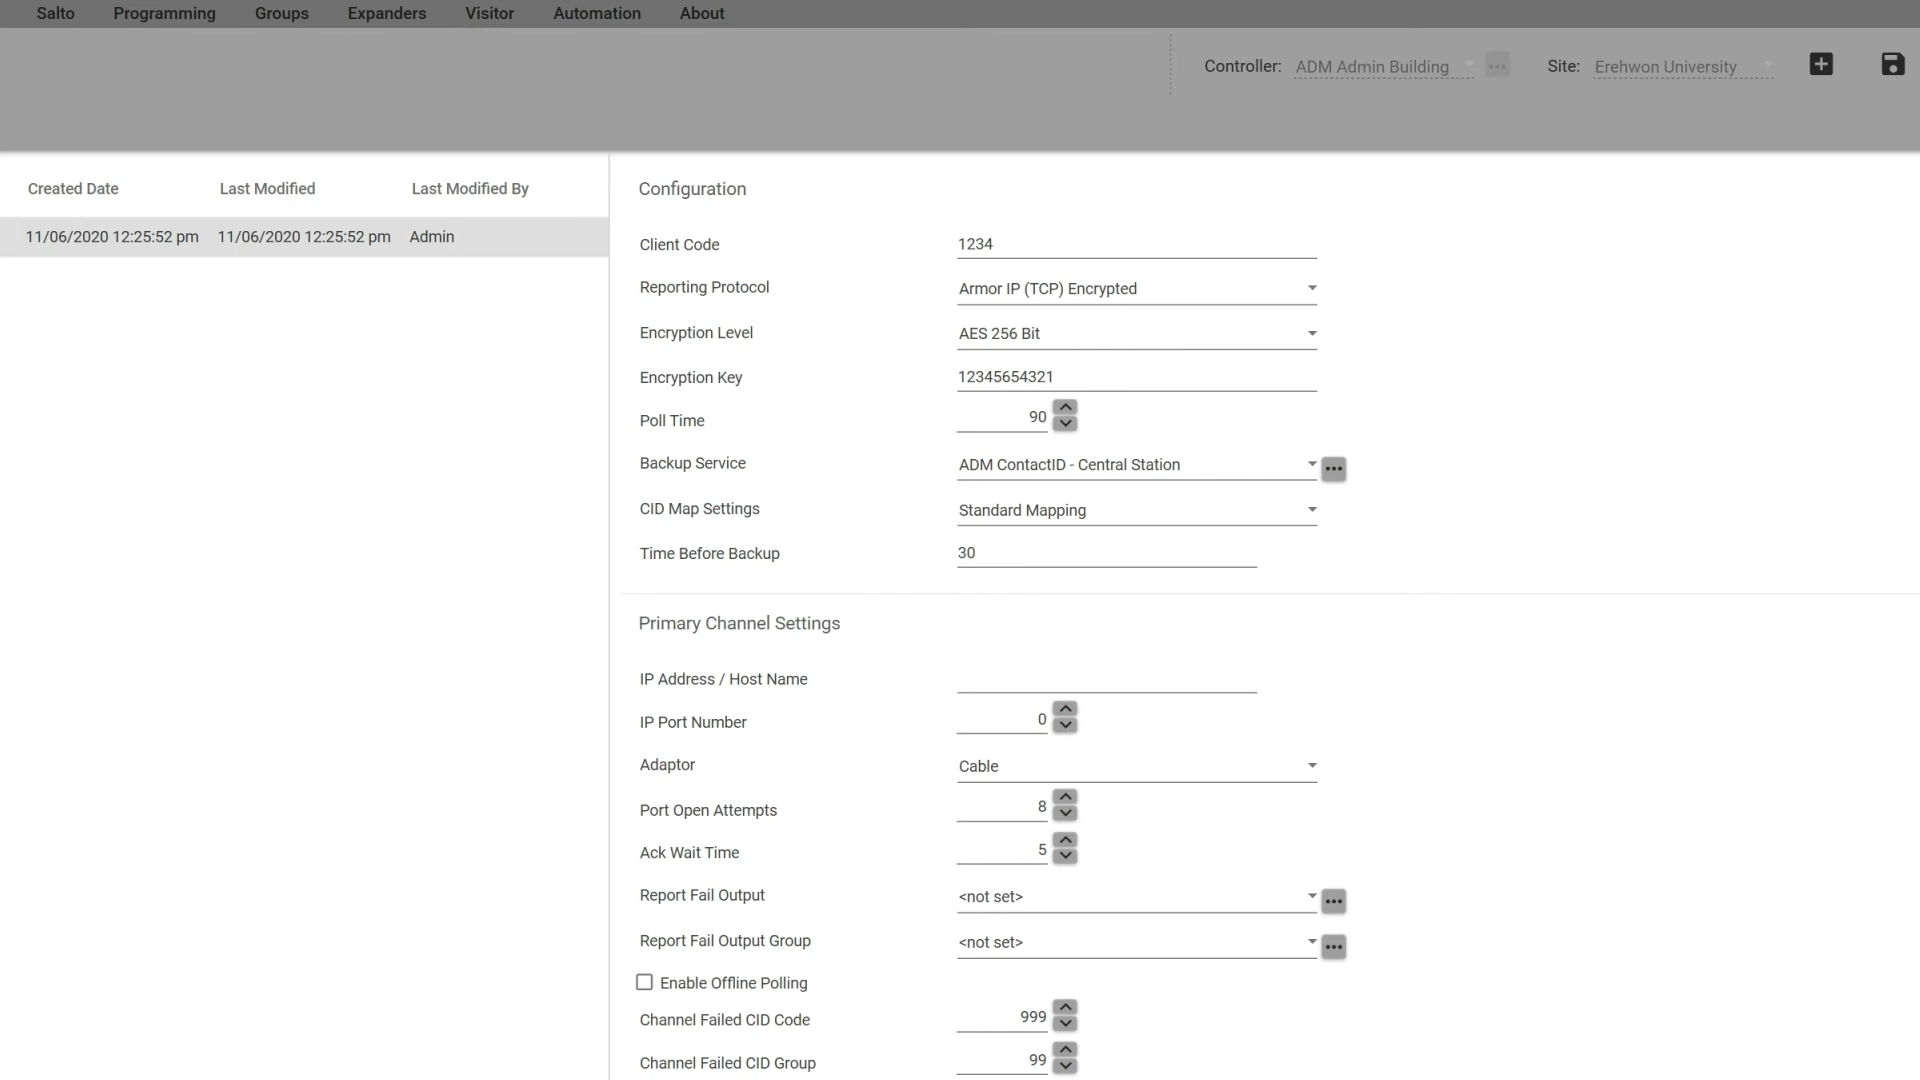 Salto Programming Groups Expanders Visitor Automation About
Controller: ADM Admin Building Site: Erehwon University
Created Date Last Modified Last Modified By
11/06/2020 12:25:52 pm 11/06/2020 12:25:52 pm Admin
Configuration
Client Code 1234
Reporting Protocol Armor IP (TCP) Encrypted
Encryption Level AES 256 Bit
Encryption Key 12345654321
Poll Time 90
Backup Service ADM ContactID - Central Station
CID Map Settings Standard Mapping
Time Before Backup 30
Primary Channel Settings
IP Address / Host Name
IP Port Number 0
Adaptor Cable
Port Open Attempts 8
Ack Wait Time 5
Report Fail Output <not set>
Report Fail Output Group <not set>
Enable Offline Polling
Channel Failed CID Code 999
Channel Failed CID Group 99